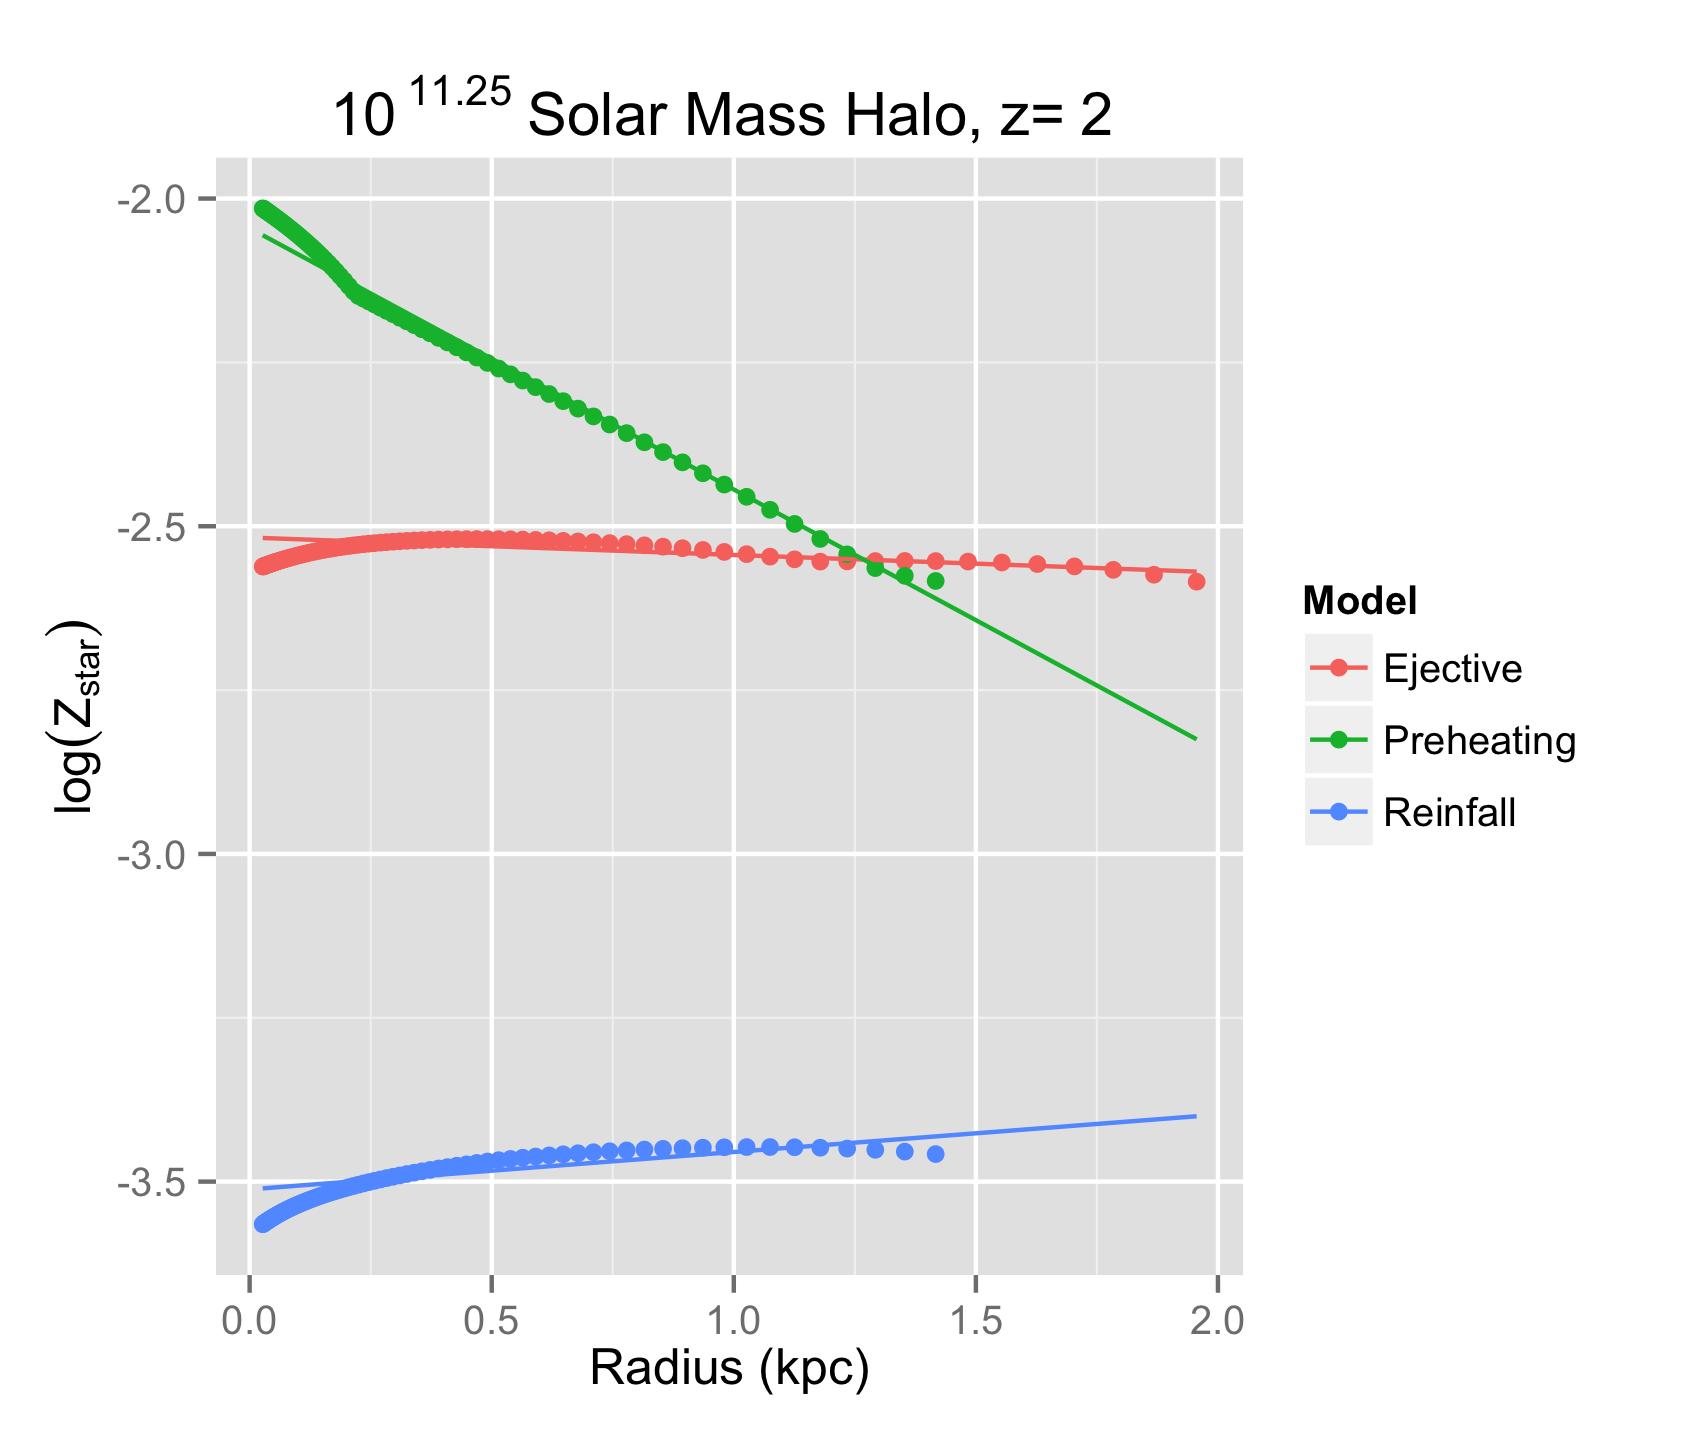 10 11.25 Solar Mass Halo, z= 2
-2.0
-2.5
-3.0
-3.5
log(Zstar)
0.0 0.5 1.0 1.5 2.0
Radius (kpc)
Model
Ejective
Preheating
Reinfall